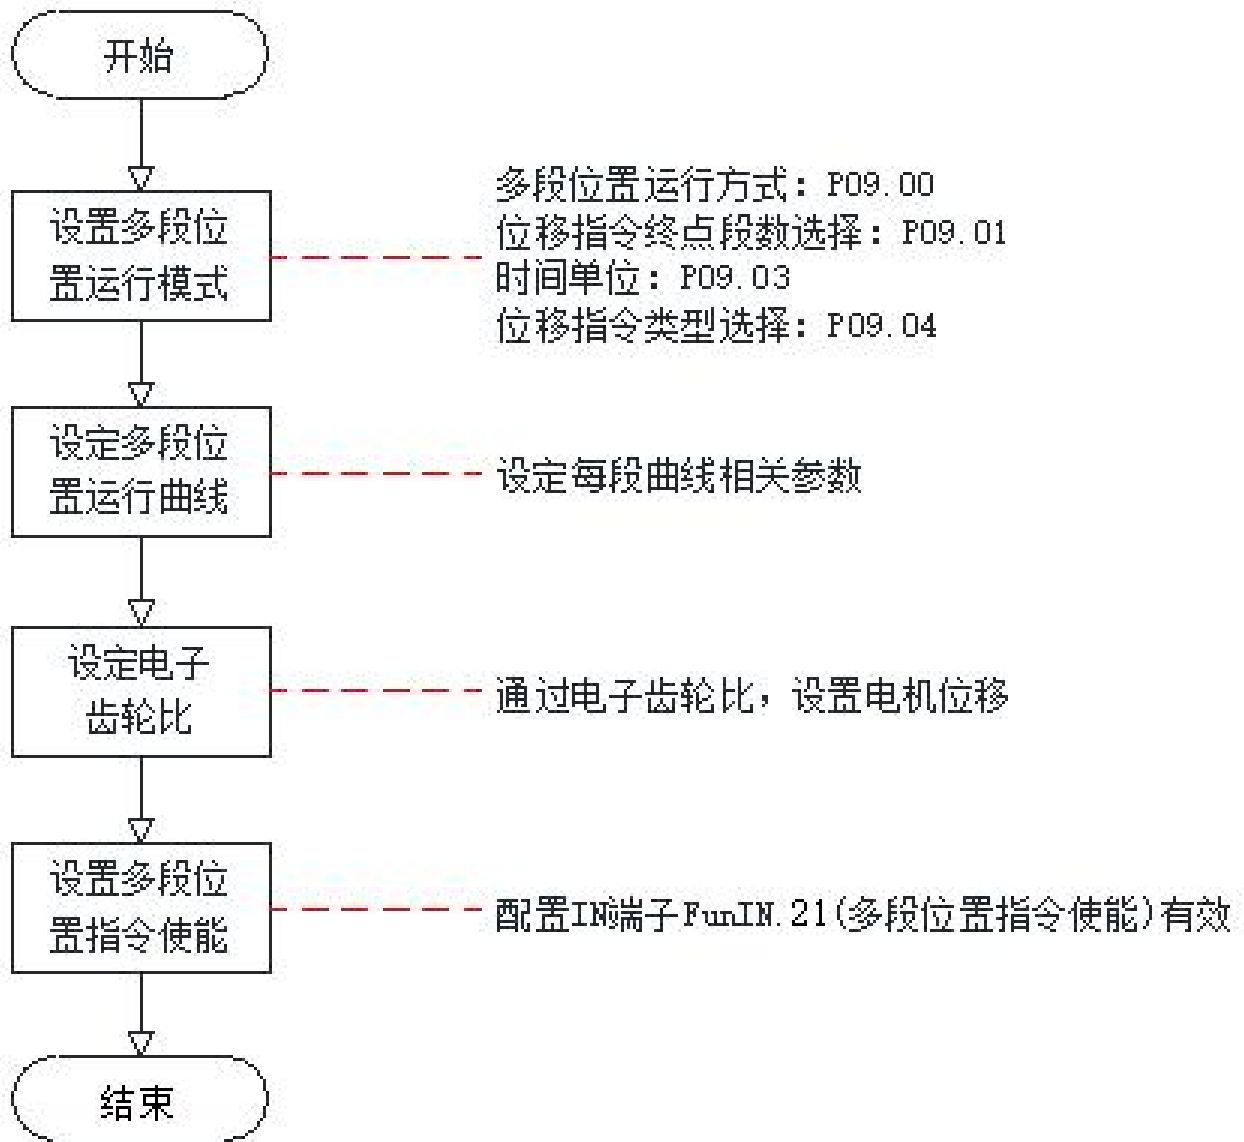 开始
设置多段位
置运行模式
多段位置运行方式：P09.00
位移指令终点段数选择：P09.01
时间单位：P09.03
位移指令类型选择：P09.04
设定多段位
置运行曲线
设定每段曲线相关参数
设定电子
齿轮比
通过电子齿轮比，设置电机位移
设置多段位
置指令使能
配置IN端子FunIN.21(多段位置指令使能)有效
结束